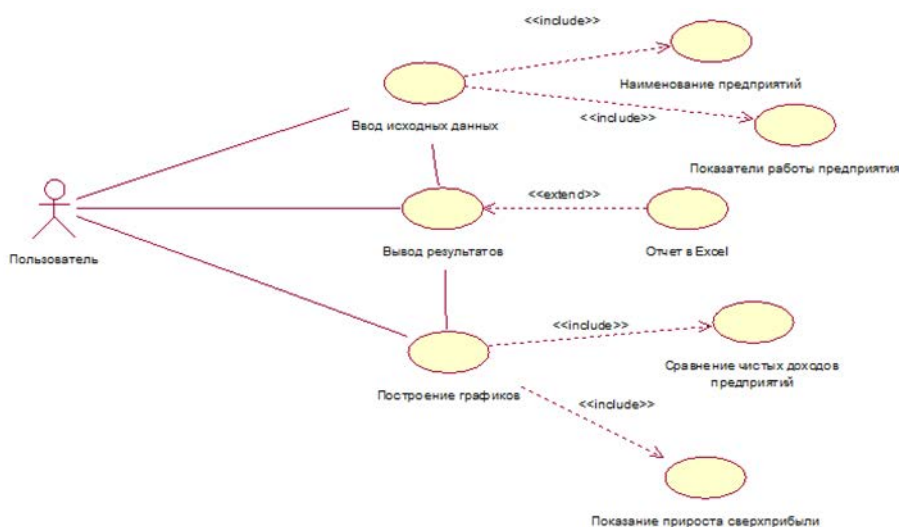 <<include>>
Наименование предприятий
<<include>>
Ввод исходных данных
Показатели работы предприятия
<<extend>>
Пользователь
Вывод результатов
Отчет в Excel
<<include>>
Сравнение чистых доходов
предприятий
Построение графиков
<<include>>
Показание прироста сверхприбыли